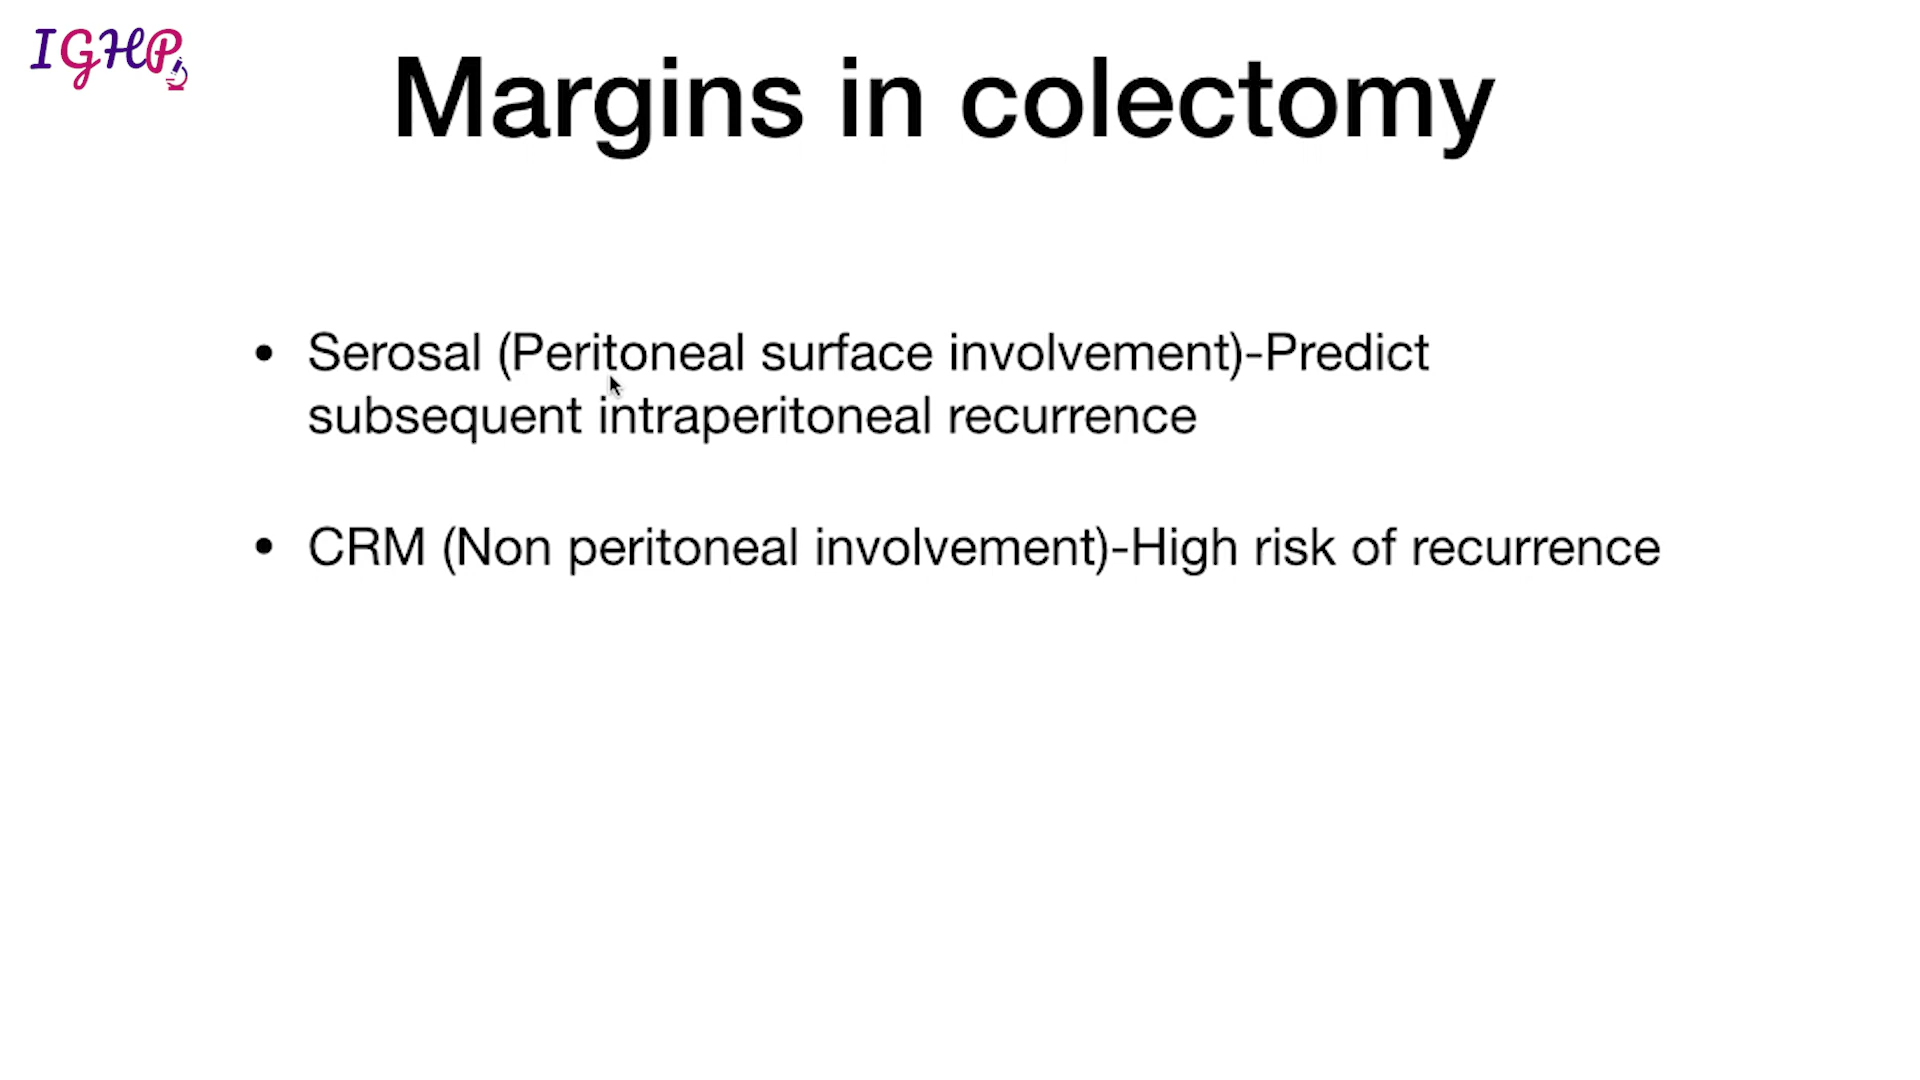 IGHP
Margins in colectomy
• Serosal (Peritoneal surface involvement)-Predict
subsequent intraperitoneal recurrence
• CRM (Non peritoneal involvement)-High risk of recurrence